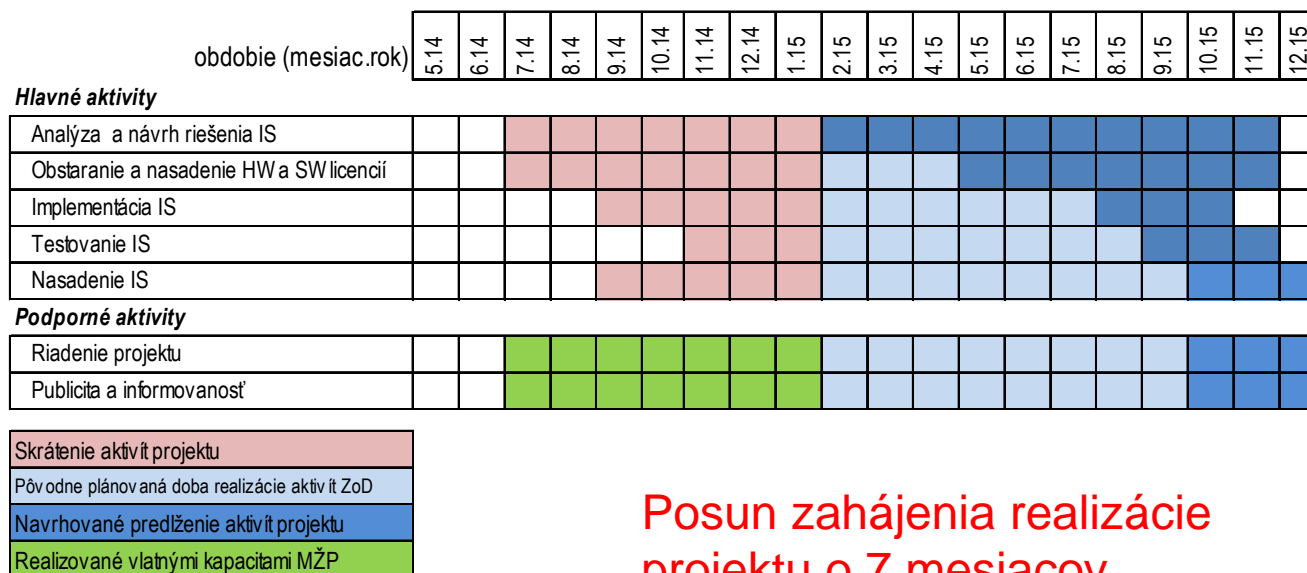 obdobie (mesiac.rok) 5.14 6.14 7.14 8.14 9.14 10.14 11.14 12.14 1.15 2.15 3.15 4.15 5.15 6.15 7.15 8.15 9.15 10.15 11.15 12.15
Hlavné aktivity
Analýza a návrh riešenia IS
Obstaranie a nasadenie HW a SW licencií
Implementácia IS
Testovanie IS
Nasadenie IS
Podporné aktivity
Riadenie projektu
Publicita a informovanosť
Skrátenie aktivít projektu
Pôvodne plánovaná doba realizácie aktivít ZoD
Navrhované predlženie aktivít projektu
Realizované vlatnými kapacitami MŽP
Posun zahájenia realizácie
projektu o 7 mesiacov